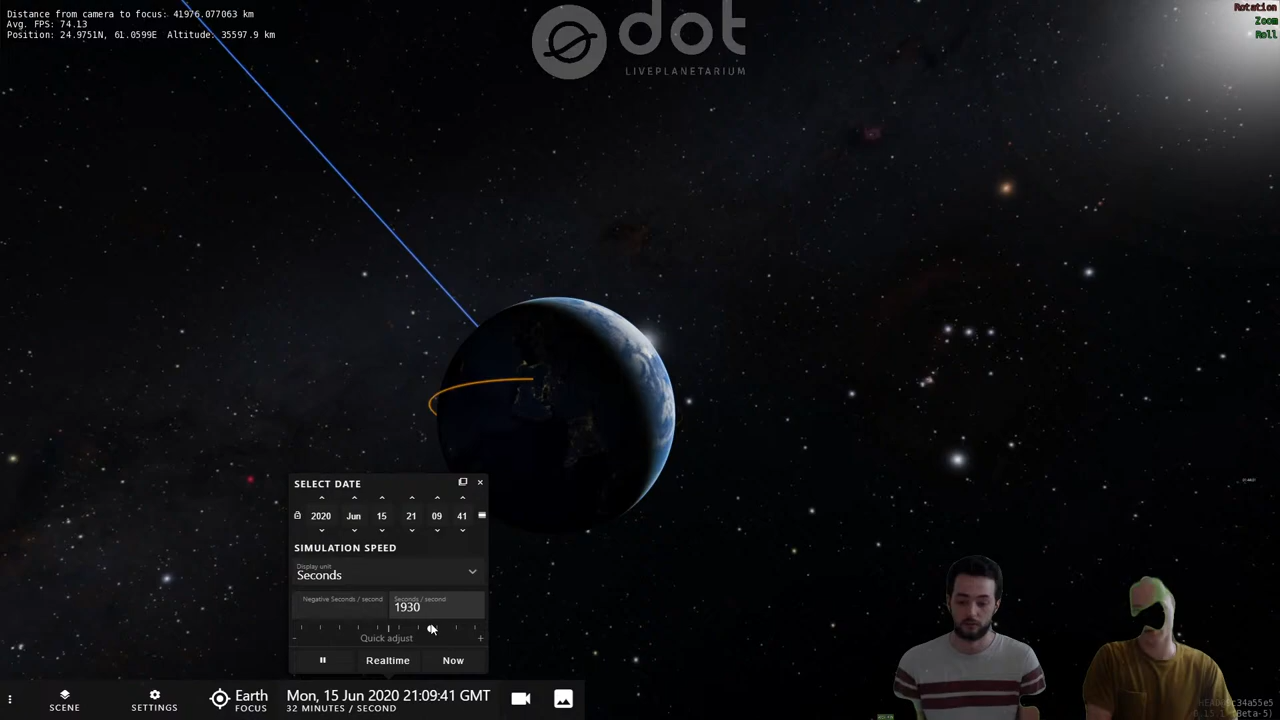 Distance from camera to focus: 41976.077063 km
Avg. FPS: 74.13
Position: 24.9751N, 61.0599E Altitude: 35597.9 km
Rotation
Zoom
Roll
dot
LIVEPLANETARIUM
SELECT DATE
2020 Jun 15 21 09 41
SIMULATION SPEED
Display unit
Seconds
Negative Seconds / second
Seconds / second
1930
- Quick adjust +
Realtime Now
SCENE
SETTINGS
Earth
FOCUS
Mon, 15 Jun 2020 21:09:41 GMT
32 MINUTES / SECOND
(Beta-5)